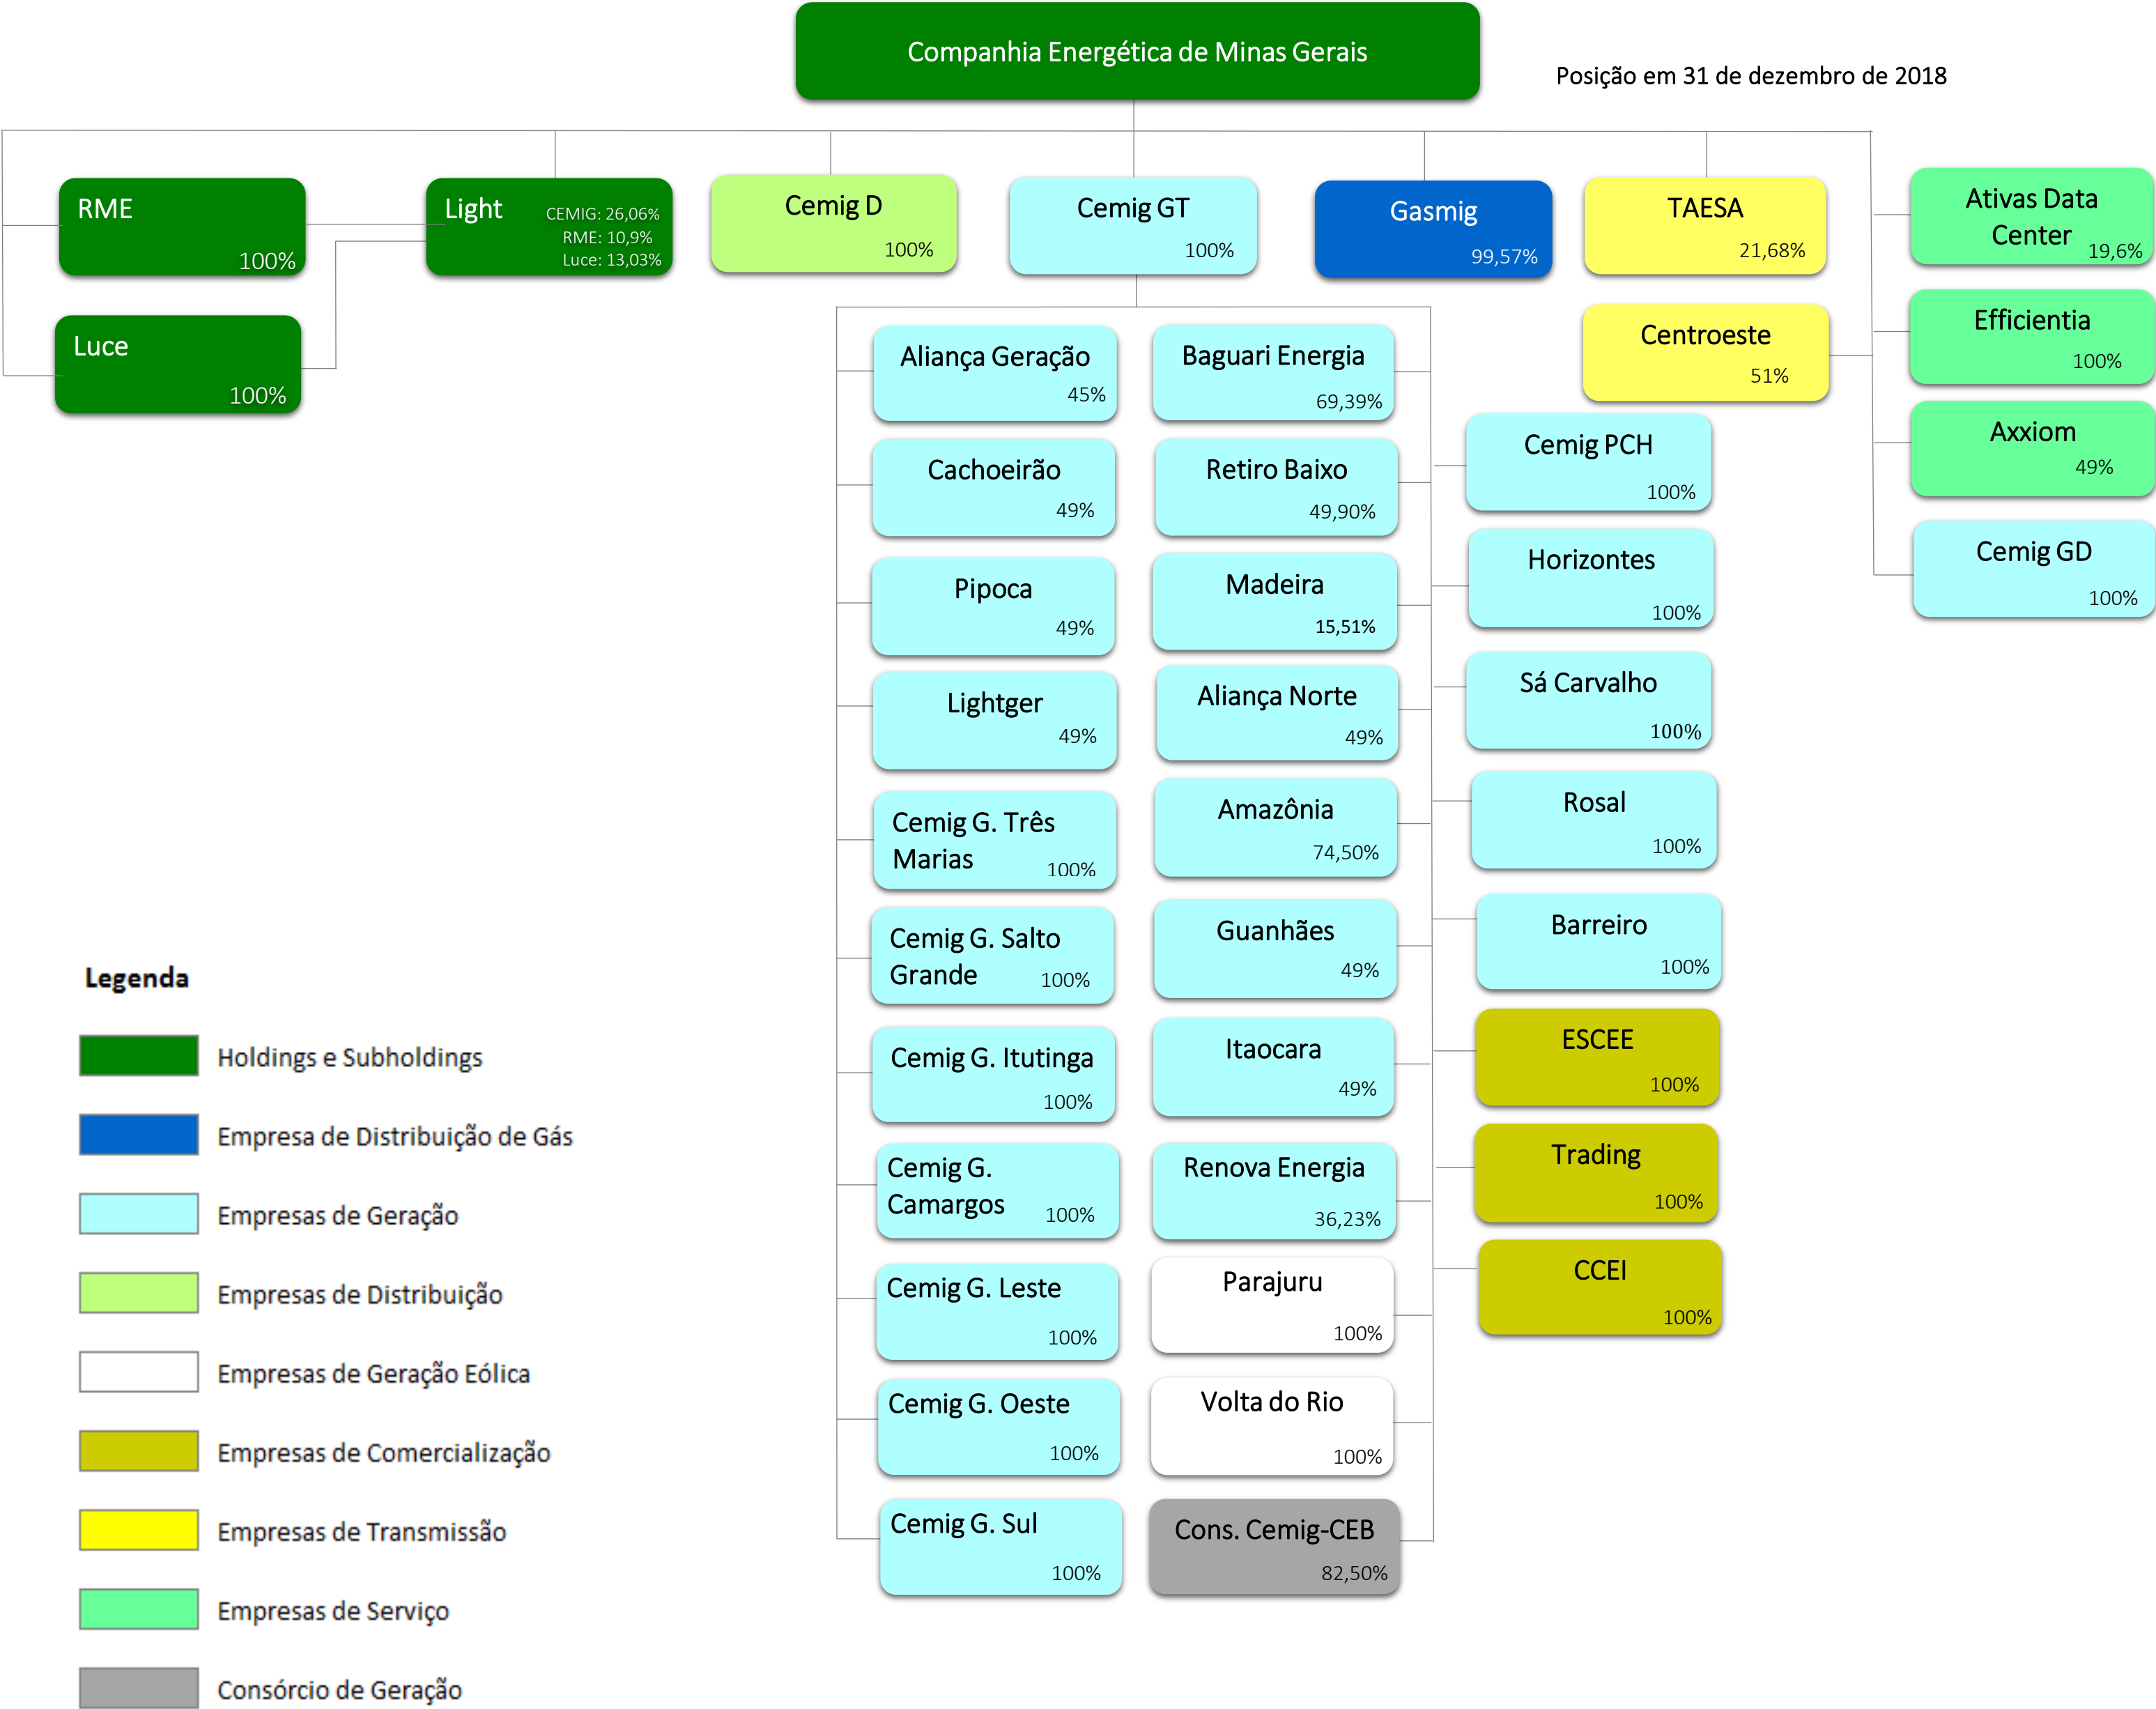 Companhia Energética de Minas Gerais
Posição em 31 de dezembro de 2018
RME
100%
Light
CEMIG: 26,06%
RME: 10,9%
Luce: 13,03%
Cemig D
100%
Cemig GT
100%
Gasmig
99,57%
TAESA
21,68%
Ativas Data
Center
19,6%
Luce
100%
Centroeste
51%
Efficientia
100%
Axxiom
49%
Cemig GD
100%
Aliança Geração
45%
Cachoeirão
49%
Pipoca
49%
Lightger
49%
Cemig G. Três
Marias
100%
Cemig G. Salto
Grande
100%
Cemig G. Itutinga
100%
Cemig G.
Camargos
100%
Cemig G. Leste
100%
Cemig G. Oeste
100%
Cemig G. Sul
100%
Baguari Energia
69,39%
Retiro Baixo
49,90%
Madeira
15,51%
Aliança Norte
49%
Amazônia
74,50%
Guanhães
49%
Itaocara
49%
Renova Energia
36,23%
Parajuru
100%
Volta do Rio
100%
Cons. Cemig-CEB
82,50%
Cemig PCH
100%
Horizontes
100%
Sá Carvalho
100%
Rosal
100%
Barreiro
100%
ESCEE
100%
Trading
100%
CCEI
100%
Legenda
Holdings e Subholdings
Empresa de Distribuição de Gás
Empresas de Geração
Empresas de Distribuição
Empresas de Geração Eólica
Empresas de Comercialização
Empresas de Transmissão
Empresas de Serviço
Consórcio de Geração